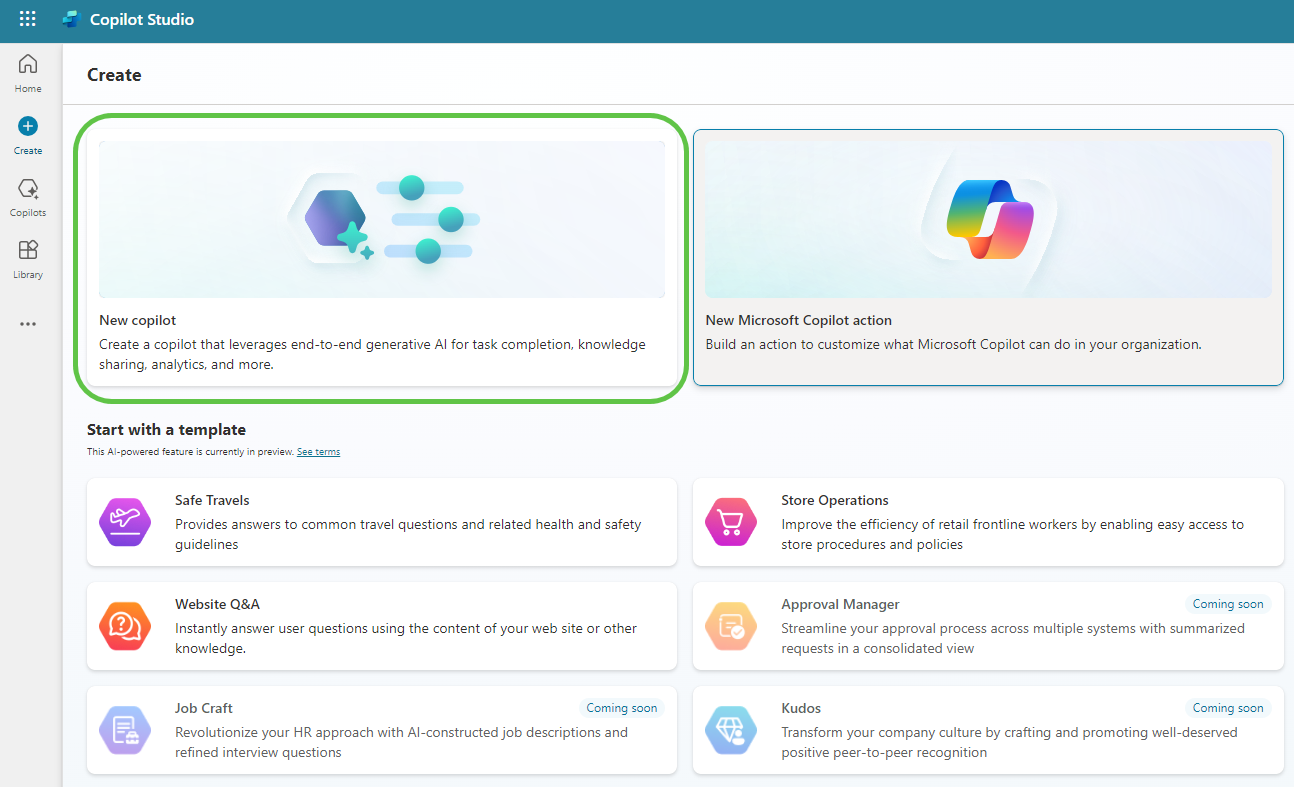 Copilot Studio
Home
Create
Copilots
Library
Create
New copilot
Create a copilot that leverages end-to-end generative AI for task completion, knowledge
sharing, analytics, and more.
New Microsoft Copilot action
Build an action to customize what Microsoft Copilot can do in your organization.
Start with a template
This AI-powered feature is currently in preview. See terms
Safe Travels
Provides answers to common travel questions and related health and safety
guidelines
Store Operations
Improve the efficiency of retail frontline workers by enabling easy access to
store procedures and policies
Website Q&A
Instantly answer user questions using the content of your web site or other
knowledge.
Approval Manager
Coming soon
Streamline your approval process across multiple systems with summarized
requests in a consolidated view
Job Craft
Coming soon
Revolutionize your HR approach with AI-constructed job descriptions and
refined interview questions
Kudos
Coming soon
Transform your company culture by crafting and promoting well-deserved
positive peer-to-peer recognition